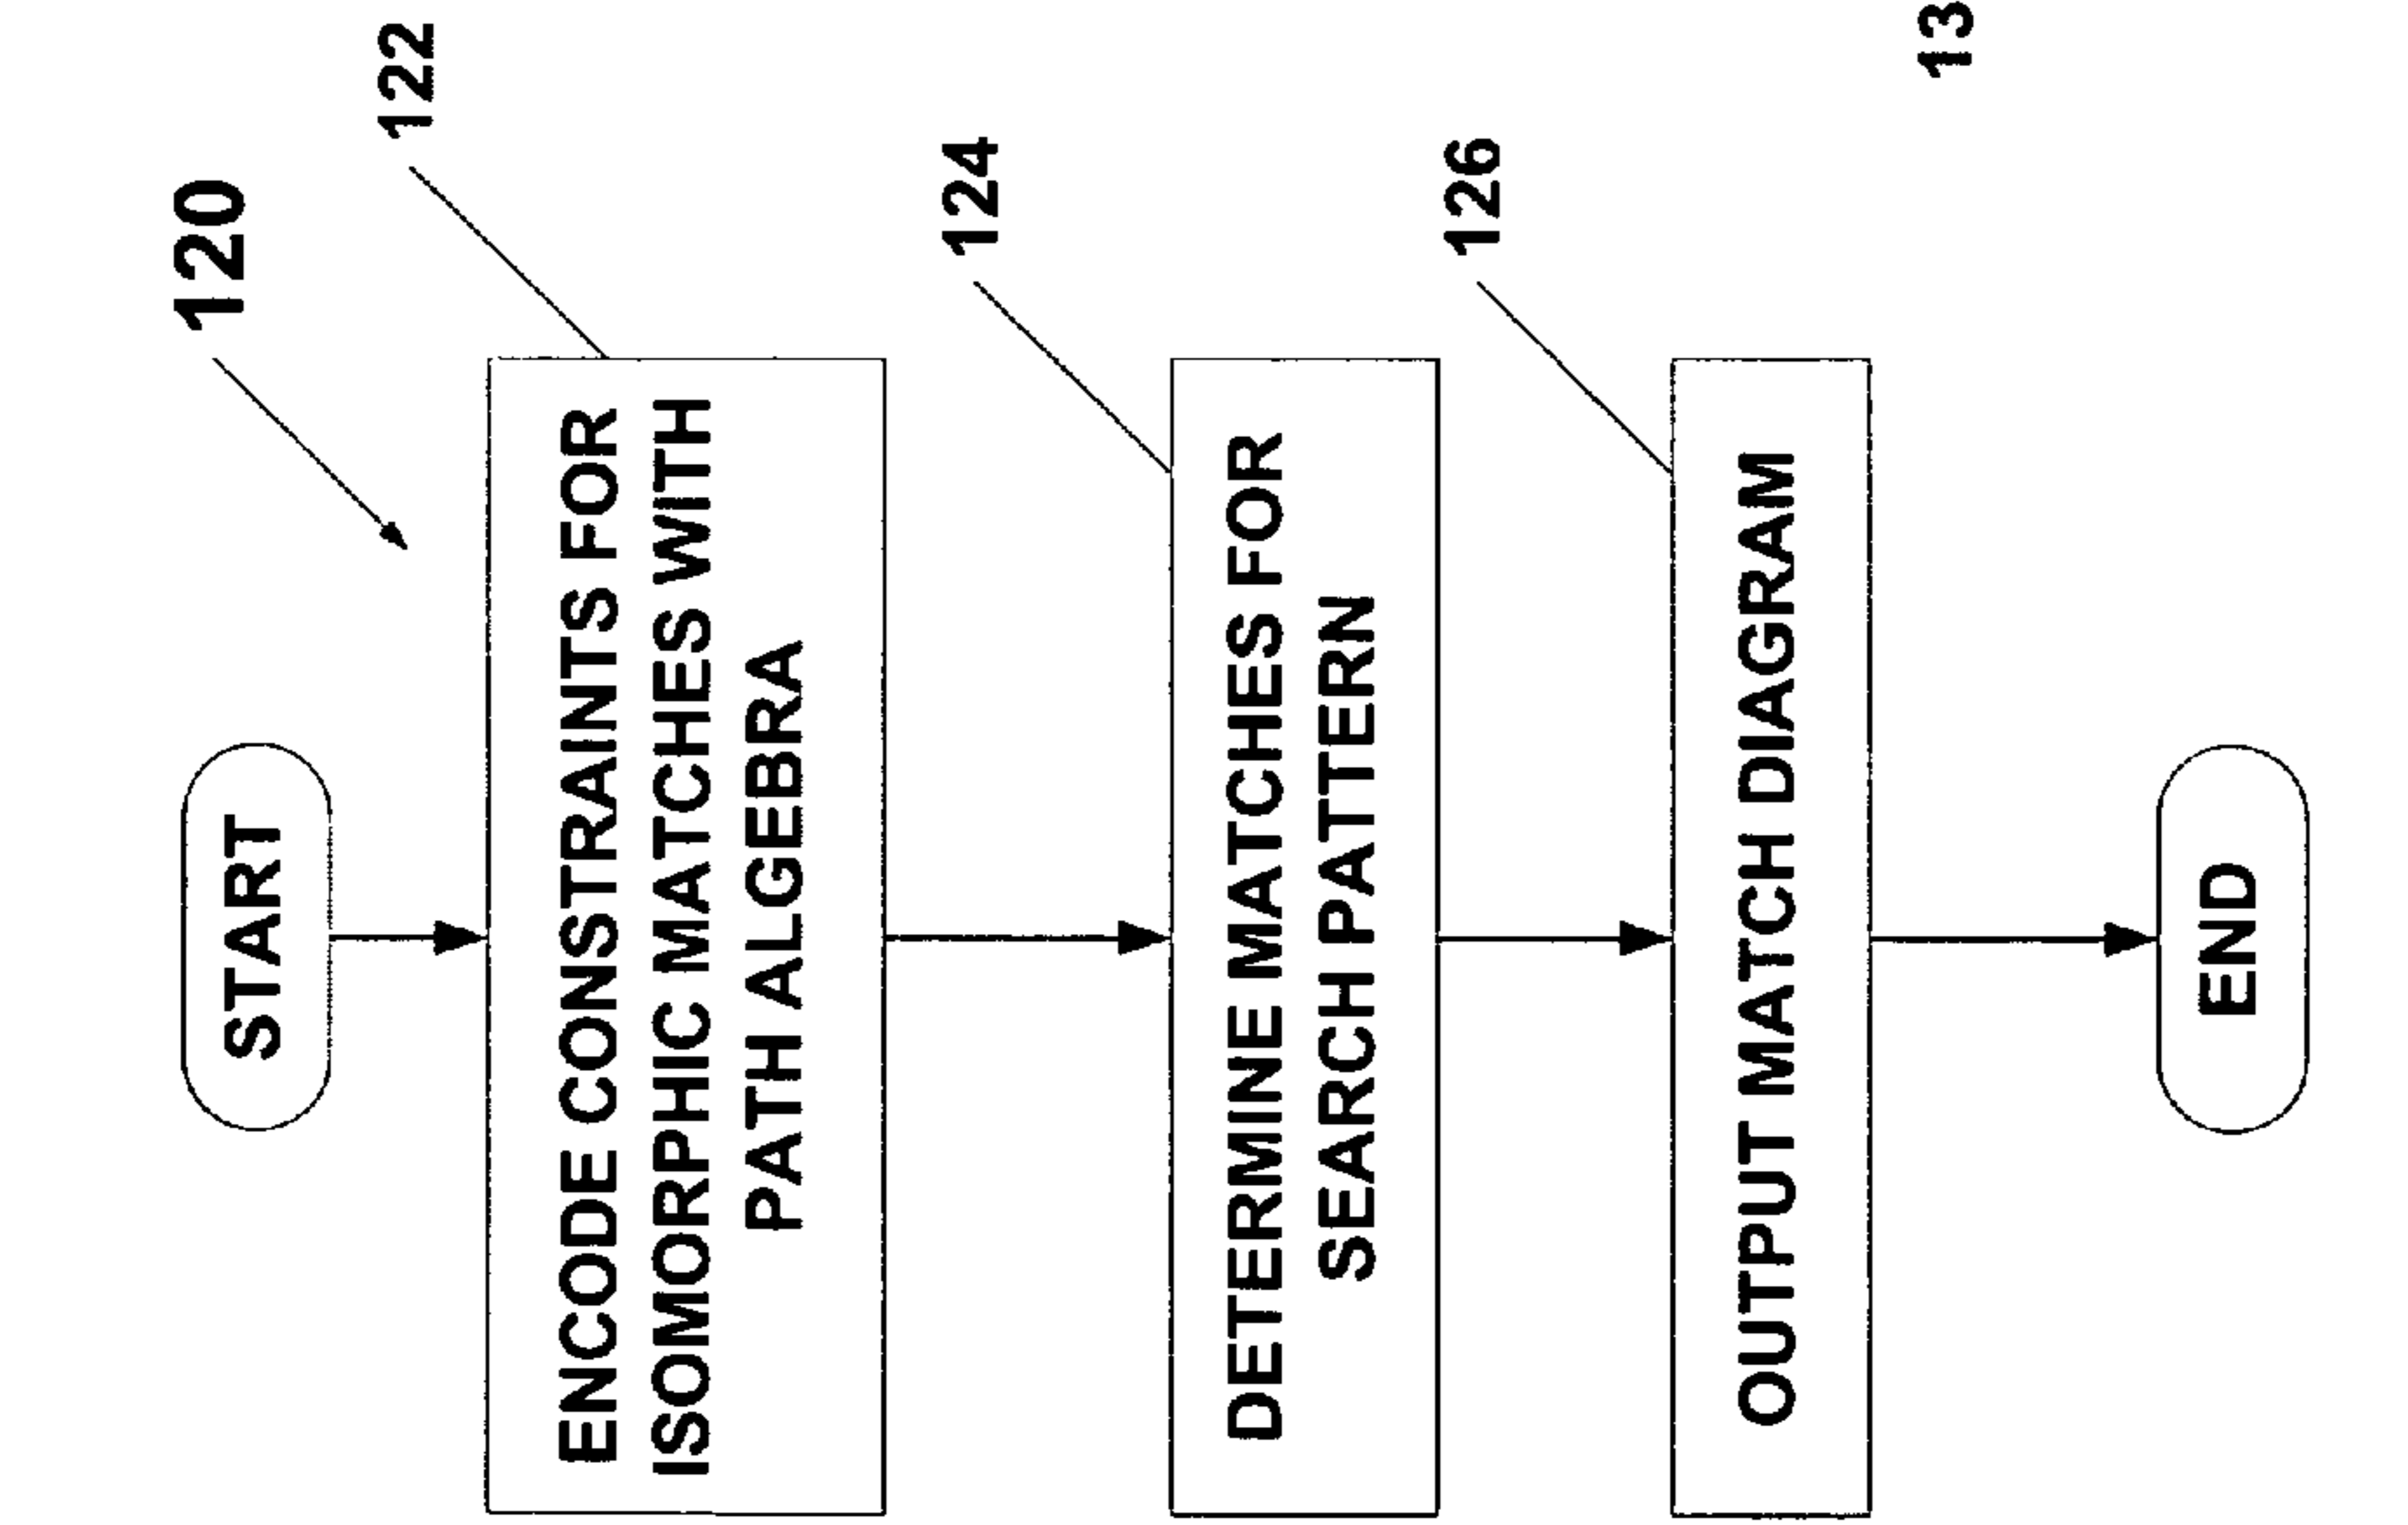 120
START
122
ENCODE CONSTRAINTS FOR
ISOMORPHIC MATCHES WITH
PATH ALGEBRA
124
DETERMINE MATCHES FOR
SEARCH PATTERN
126
OUTPUT MATCH DIAGRAM
13
END